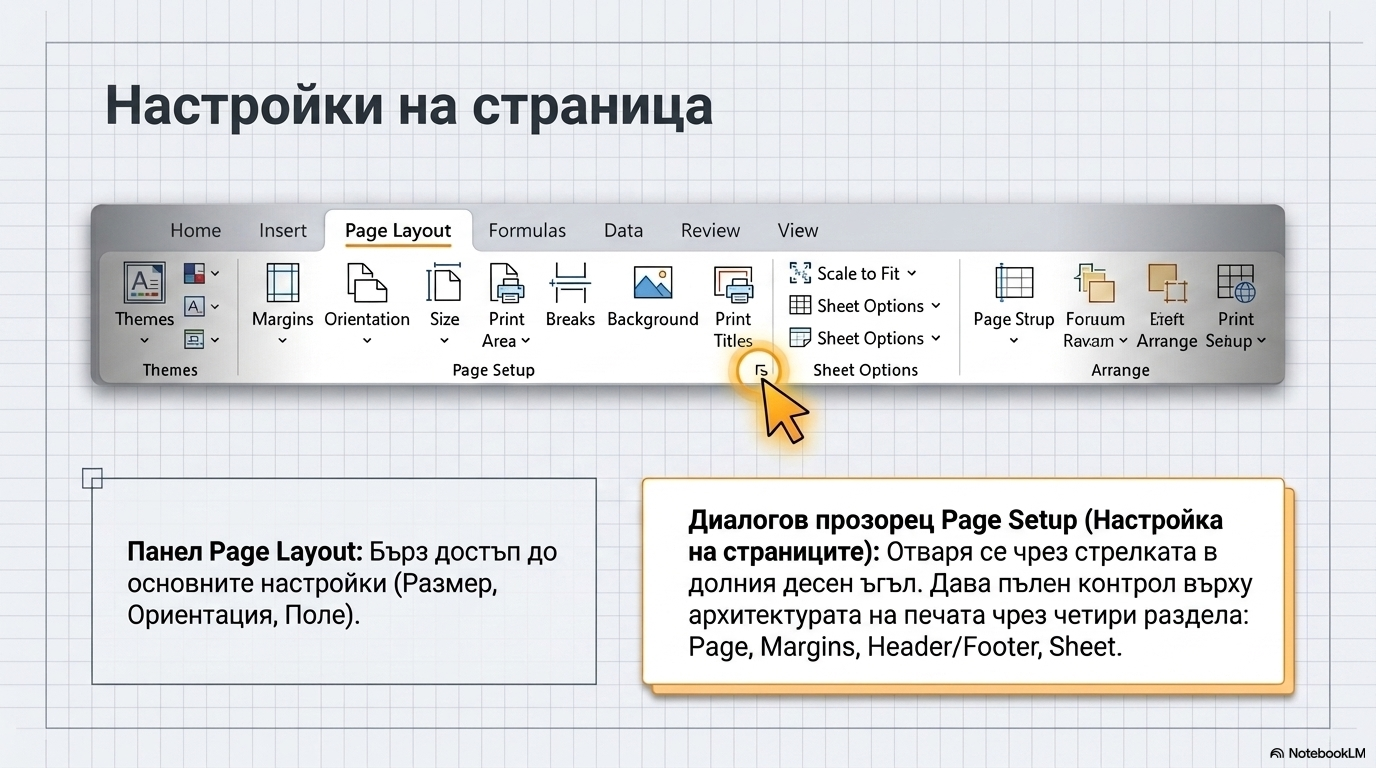 Настройки на страница
Home Insert Page Layout Formulas Data Review View
Themes Margins Orientation Size Print Area Breaks Background Print Titles
Scale to Fit
Sheet Options
Sheet Options
Page Strup Foruum Ravam Eieft Arrange Print Senup
Themes Page Setup Sheet Options Arrange
Панел Page Layout: Бърз достъп до
основните настройки (Размер,
Ориентация, Поле).
Диалогов прозорец Page Setup (Настройка
на страниците): Отваря се чрез стрелката в
долния десен ъгъл. Дава пълен контрол върху
архитектурата на печата чрез четири раздела:
Page, Margins, Header/Footer, Sheet.
NotebookLM